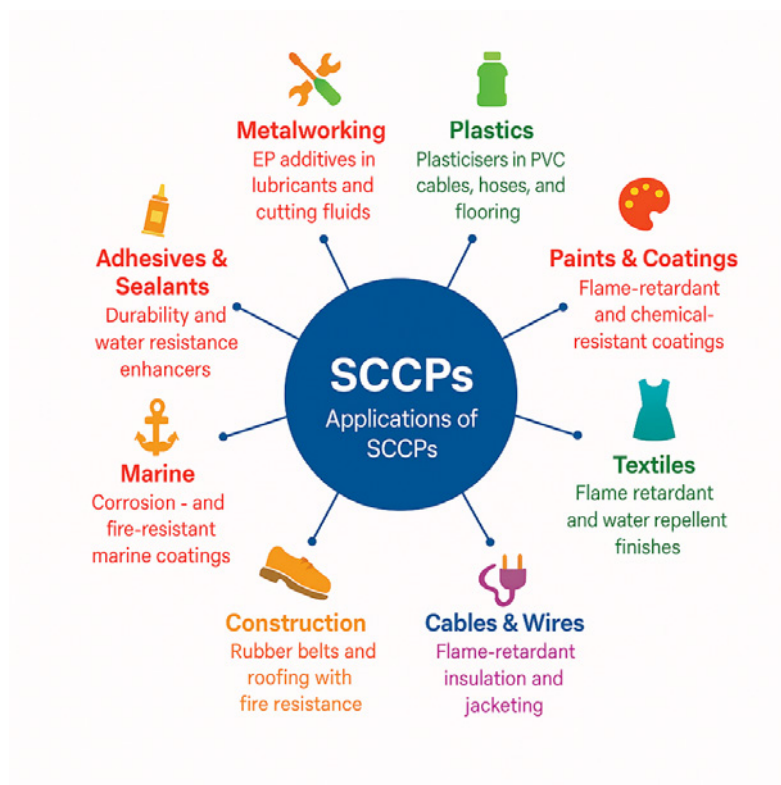 Metalworking
EP additives in
lubricants and
cutting fluids
Plastics
Plasticisers in PVC
cables, hoses, and
flooring
Adhesives &
Sealants
Durability and
water resistance
enhancers
Paints & Coatings
Flame-retardant
and chemical-
resistant coatings
SCCPs
Applications of
SCCPs
Marine
Corrosion - and
fire-resistant
marine coatings
Textiles
Flame retardant
and water repellent
finishes
Construction
Rubber belts and
roofing with
fire resistance
Cables & Wires
Flame-retardant
insulation and
jacketing